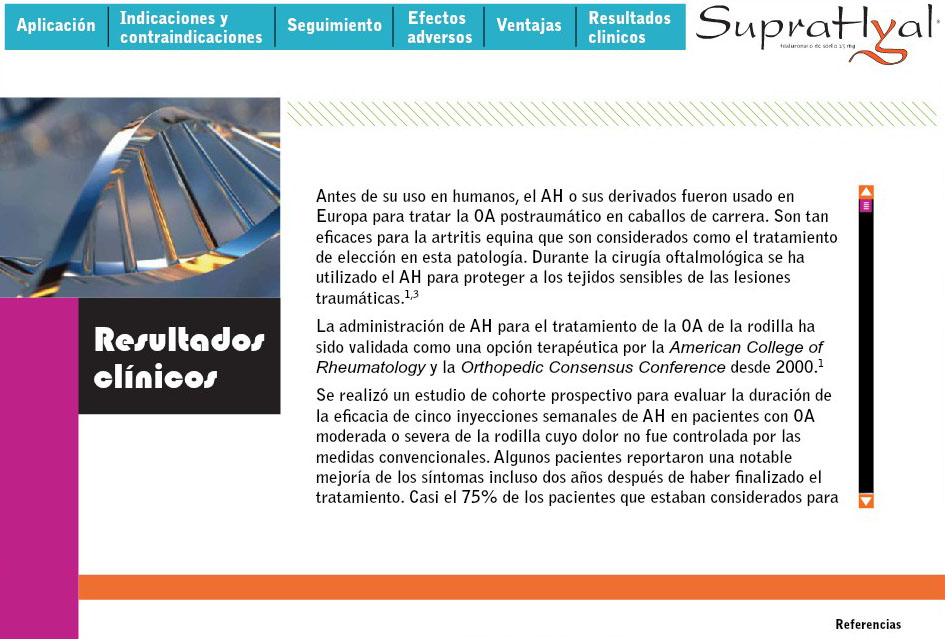 Aplicación
Indicaciones y
contraindicaciones
Seguimiento
Efectos
adversos
Ventajas
Resultados
clínicos
SupraHyal
hialuronato de sodio 25 mg
Antes de su uso en humanos, el AH o sus derivados fueron usado en
Europa para tratar la OA postraumático en caballos de carrera. Son tan
eficaces para la artritis equina que son considerados como el tratamiento
de elección en esta patología. Durante la cirugía oftalmológica se ha
utilizado el AH para proteger a los tejidos sensibles de las lesiones
traumáticas.1,3
Resultados
clínicos
La administración de AH para el tratamiento de la OA de la rodilla ha
sido validada como una opción terapéutica por la American College of
Rheumatology y la Orthopedic Consensus Conference desde 2000.1
Se realizó un estudio de cohorte prospectivo para evaluar la duración de
la eficacia de cinco inyecciones semanales de AH en pacientes con OA
moderada o severa de la rodilla cuyo dolor no fue controlada por las
medidas convencionales. Algunos pacientes reportaron una notable
mejoría de los síntomas incluso dos años después de haber finalizado el
tratamiento. Casi el 75% de los pacientes que estaban considerados para
Referencias